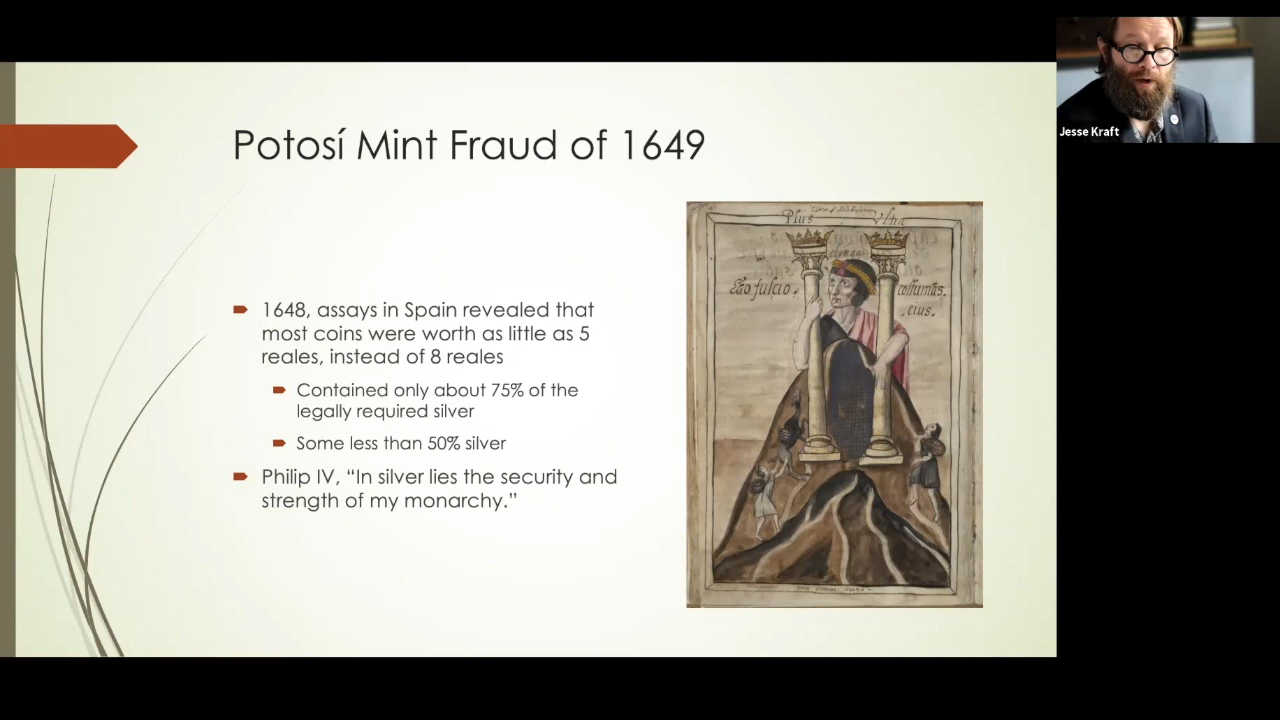 Potosí Mint Fraud of 1649
1648, assays in Spain revealed that
most coins were worth as little as 5
reales, instead of 8 reales
Contained only about 75% of the
legally required silver
Some less than 50% silver
Philip IV, “In silver lies the security and
strength of my monarchy.”
Plus Vltra
Ego fulcio collumnas
eius.
Jesse Kraft